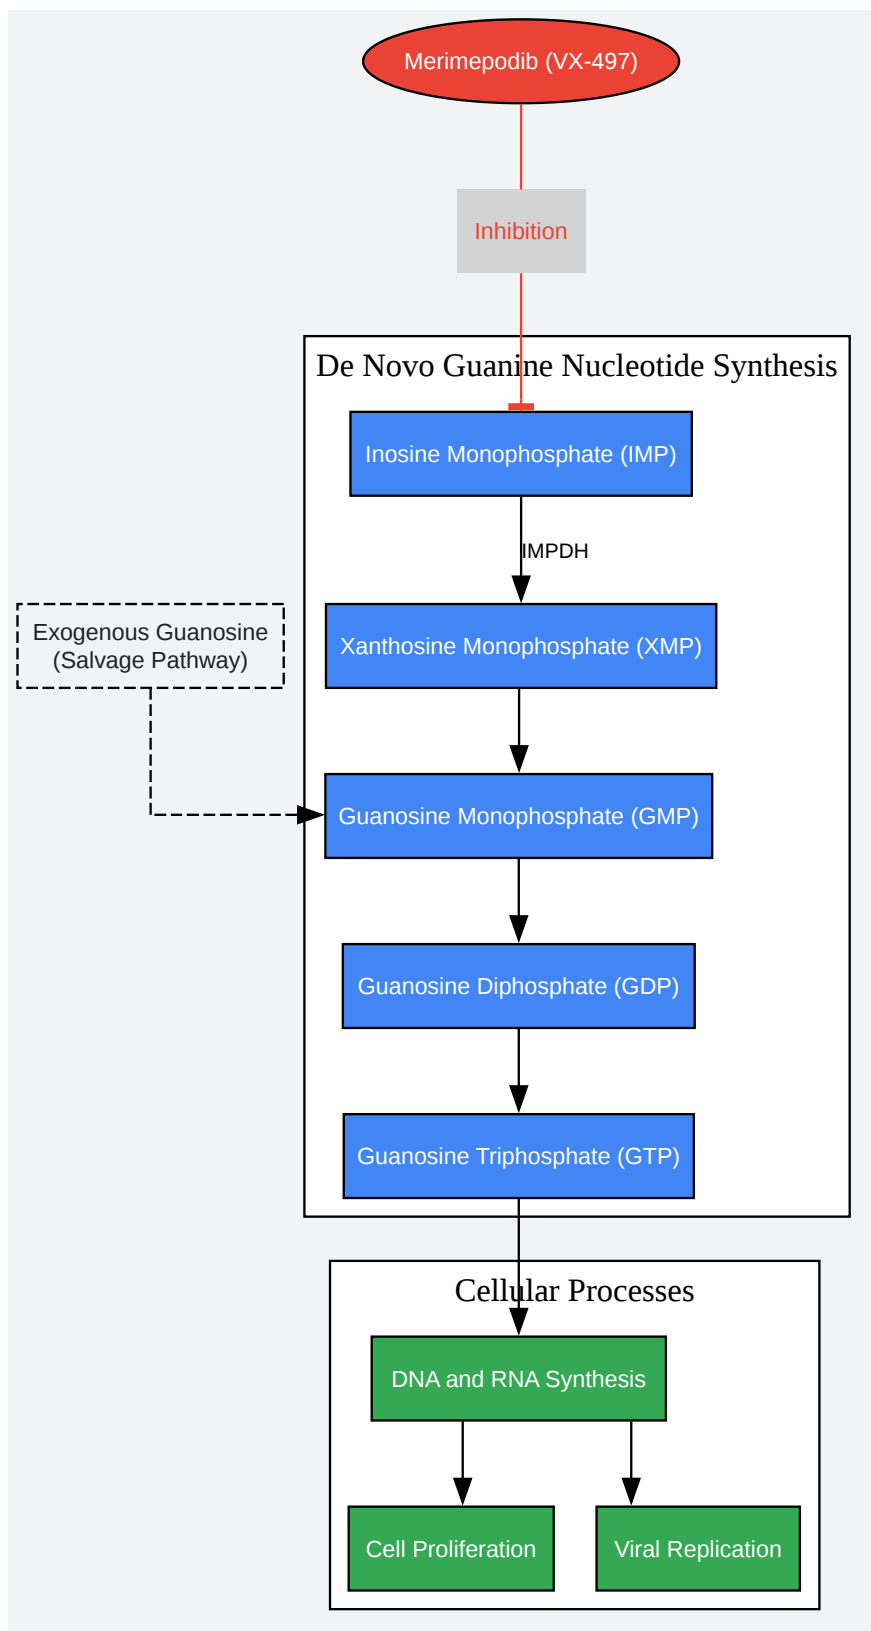 Merimepodib (VX-497)
Inhibition
De Novo Guanine Nucleotide Synthesis
Inosine Monophosphate (IMP)
IMPDH
Exogenous Guanosine
(Salvage Pathway)
Xanthosine Monophosphate (XMP)
Guanosine Monophosphate (GMP)
Guanosine Diphosphate (GDP)
Guanosine Triphosphate (GTP)
Cellular Processes
DNA and RNA Synthesis
Cell Proliferation
Viral Replication